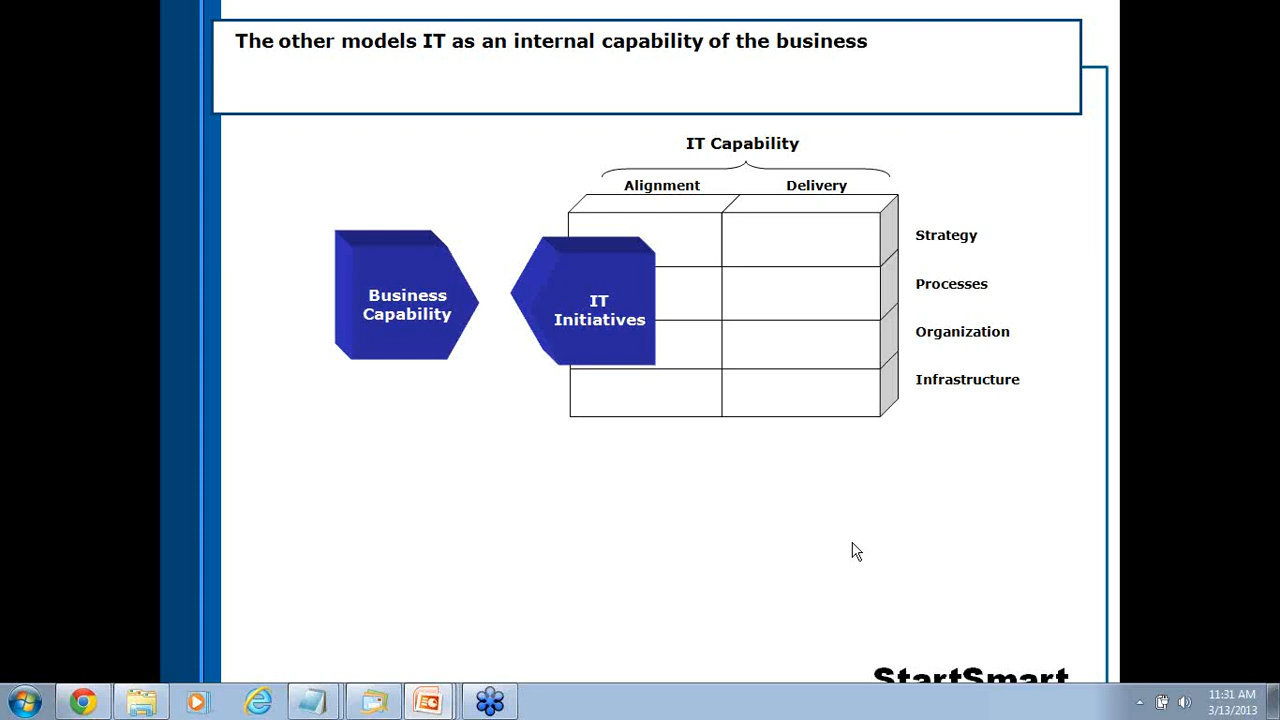 The other models IT as an internal capability of the business
IT Capability
Alignment Delivery
Strategy
Business
Capability
IT
Initiatives
Processes
Organization
Infrastructure
StartSmart
11:31 AM
3/13/2013